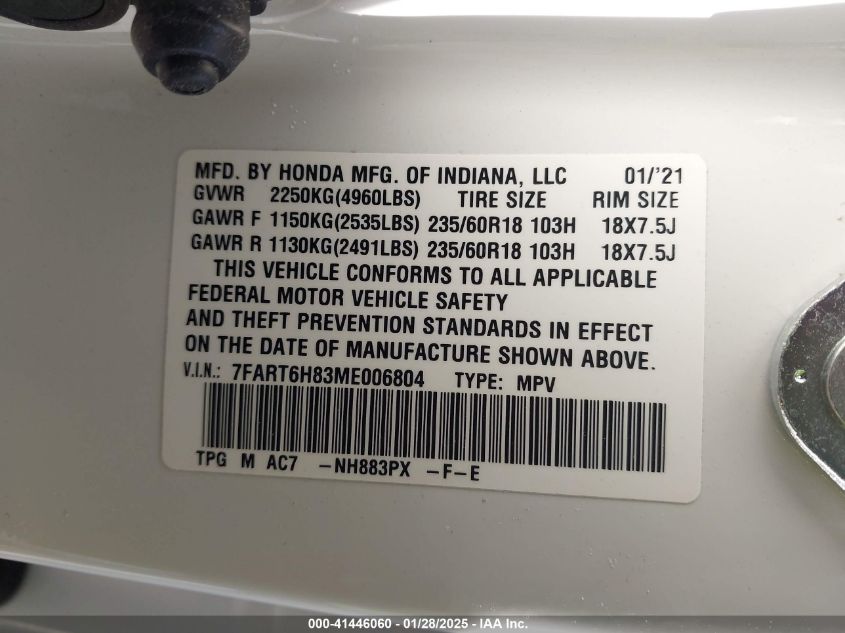 MFD. BY HONDA MFG. OF INDIANA, LLC 01/'21
GVWR 2250KG(4960LBS) TIRE SIZE RIM SIZE
GAWR F 1150KG(2535LBS) 235/60R18 103H 18X7.5J
GAWR R 1130KG(2491LBS) 235/60R18 103H 18X7.5J
THIS VEHICLE CONFORMS TO ALL APPLICABLE
FEDERAL MOTOR VEHICLE SAFETY
AND THEFT PREVENTION STANDARDS IN EFFECT
ON THE DATE OF MANUFACTURE SHOWN ABOVE.
V.I.N.: 7FART6H83ME006804 TYPE: MPV
TPG M AC7 -NH883PX -F-E
000-41446060 - 01/28/2025 - IAA Inc.